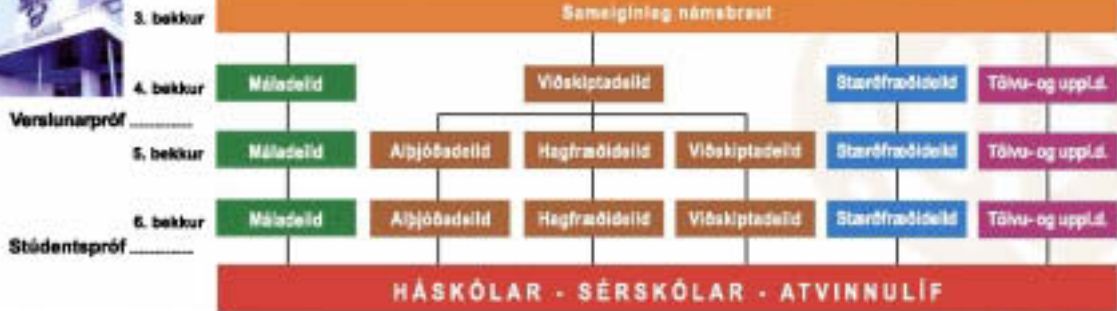 3. bekkur Sameiginleg námsbraut
4. bekkur Máladeild Viðskiptadeild Stærðfræðideild Tölvu- og uppl.d.
Verslunarpróf ............
5. bekkur Máladeild Alþjóðadeild Hagfræðideild Viðskiptadeild Stærðfræðideild Tölvu- og uppl.d.
6. bekkur Máladeild Alþjóðadeild Hagfræðideild Viðskiptadeild Stærðfræðideild Tölvu- og uppl.d.
Stúdentspróf ............
HÁSKÓLAR - SÉRSKÓLAR - ATVINNULÍF